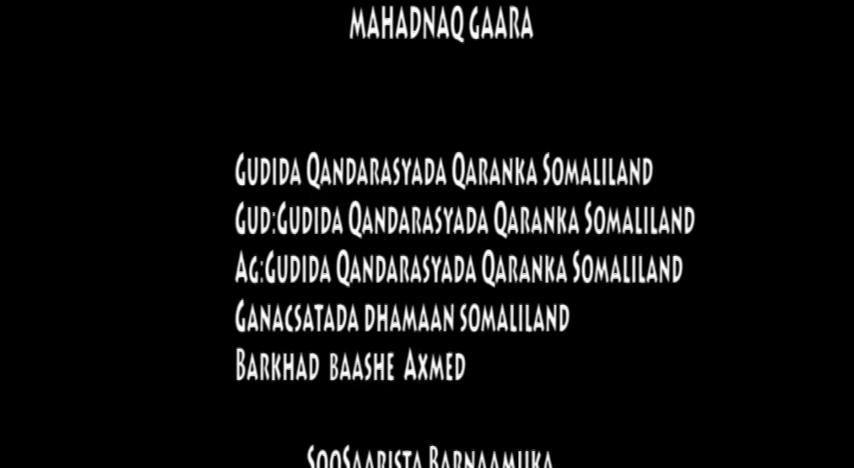 MAHADNAQ GAARA
GUDIDA QANDARASYADA QARANKA SOMALILAND
GUD:GUDIDA QANDARASYADA QARANKA SOMALILAND
AG:GUDIDA QANDARASYADA QARANKA SOMALILAND
GANACSATADA DHAMAAN SOMALILAND
BARKHAD BAASHE AXMED
SOOSAARISTA BARNAAMIJKA